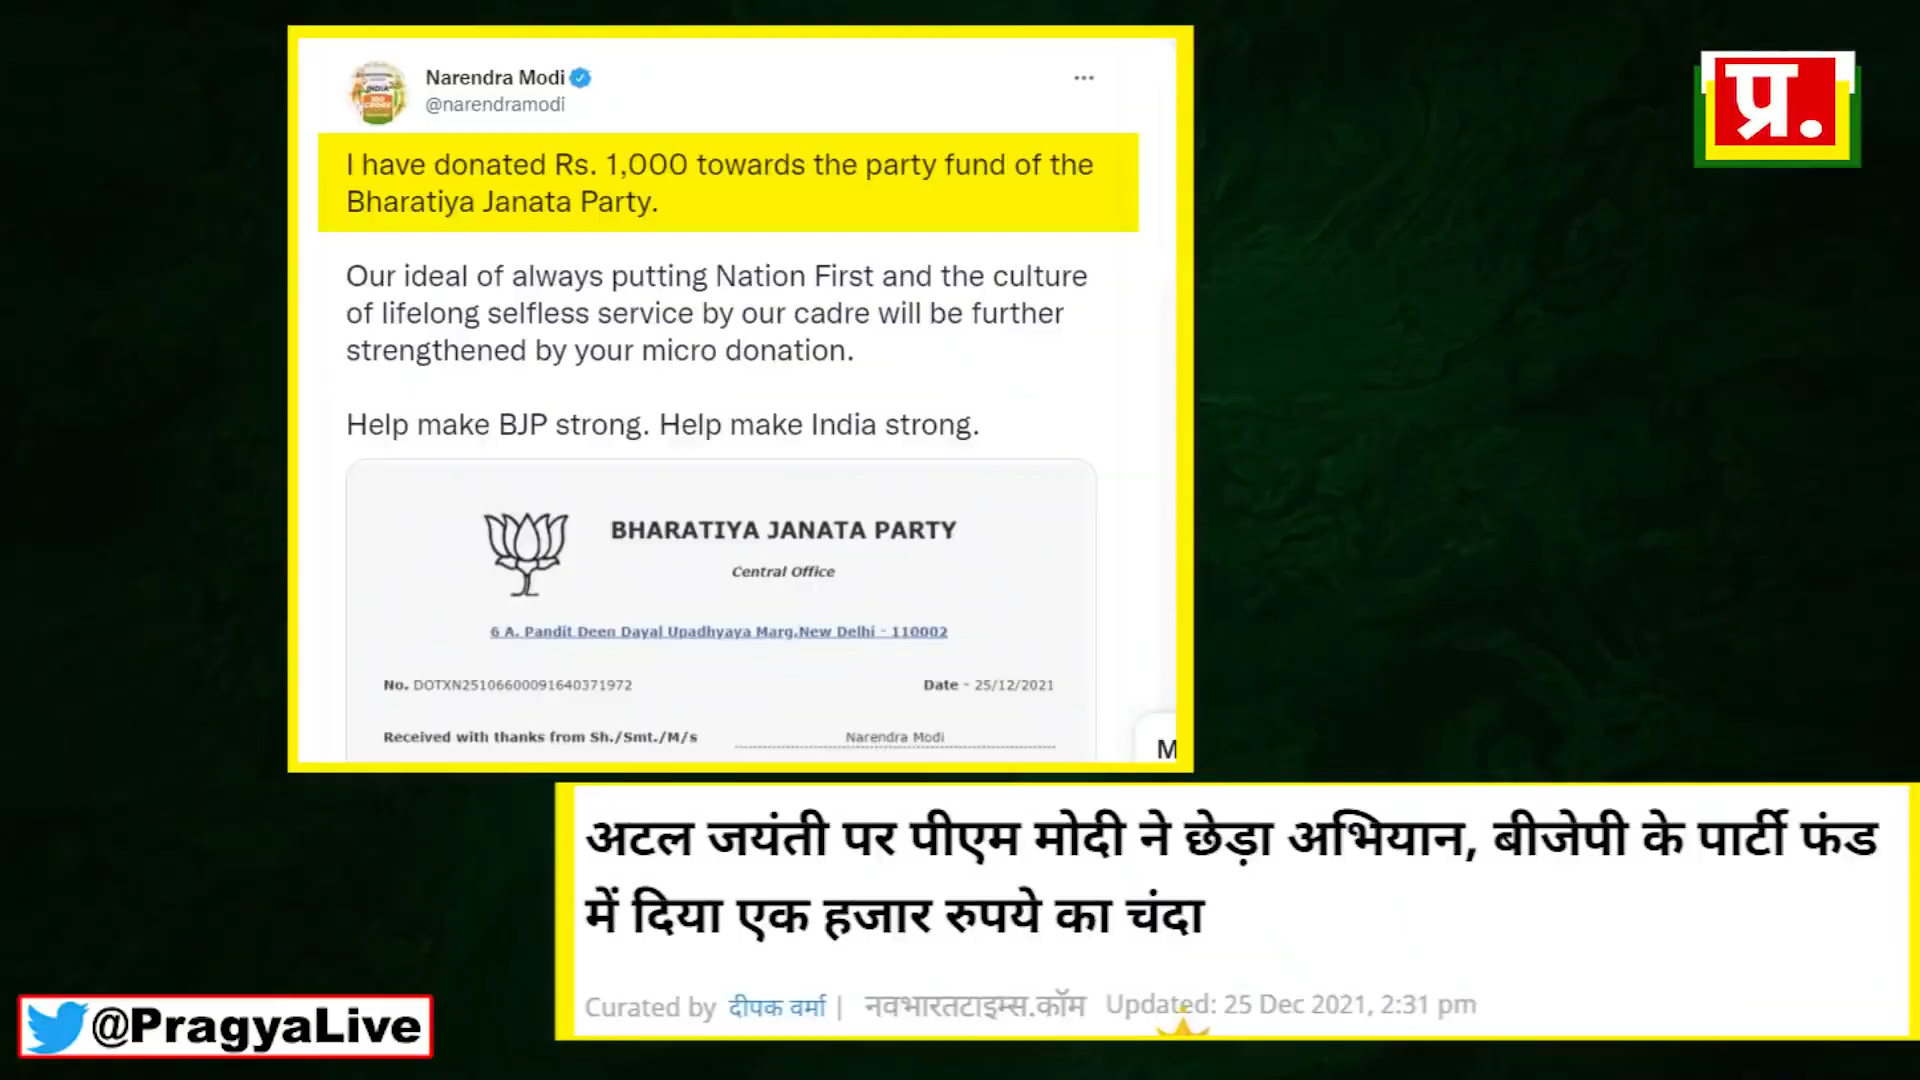 Narendra Modi
@narendramodi
I have donated Rs. 1,000 towards the party fund of the
Bharatiya Janata Party.
Our ideal of always putting Nation First and the culture
of lifelong selfless service by our cadre will be further
strengthened by your micro donation.
Help make BJP strong. Help make India strong.
BHARATIYA JANATA PARTY
Central Office
6 A, Pandit Deen Dayal Upadhyaya Marg,New Delhi - 110002
No. DOTXN25106600091640371972
Date - 25/12/2021
Received with thanks from Sh./Smt./M/s
Narendra Modi
M
प्र.
अटल जयंती पर पीएम मोदी ने छेड़ा अभियान, बीजेपी के पार्टी फंड
में दिया एक हजार रुपये का चंदा
Curated by दीपक वर्मा | नवभारतटाइम्स.कॉम Updated: 25 Dec 2021, 2:31 pm
@PragyaLive